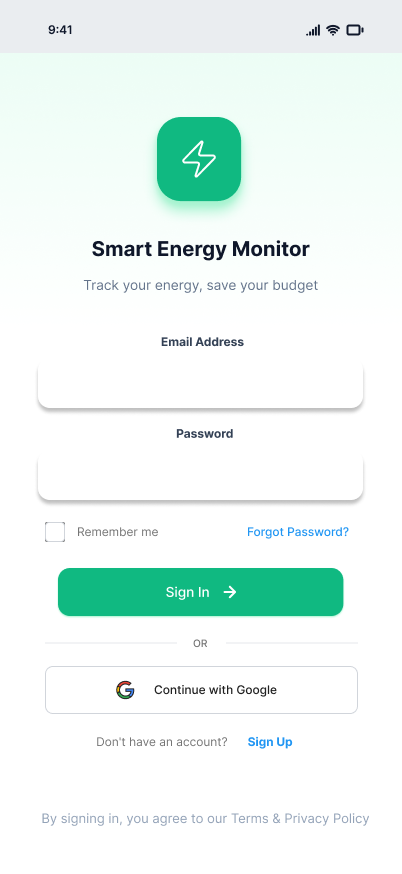 9:41
Smart Energy Monitor
Track your energy, save your budget
Email Address
Password
Remember me Forgot Password?
Sign In
OR
Continue with Google
Don't have an account? Sign Up
By signing in, you agree to our Terms & Privacy Policy